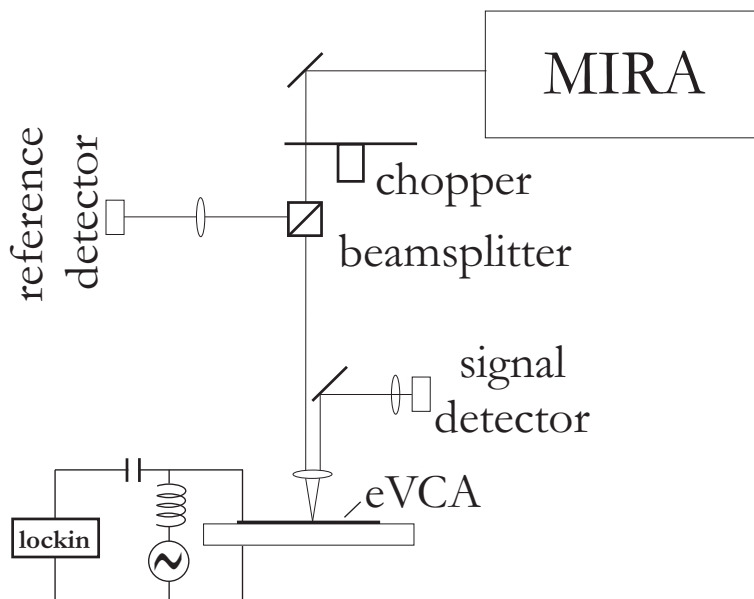 MIRA
chopper
beamsplitter
reference
detector
signal
detector
eVCA
lockin